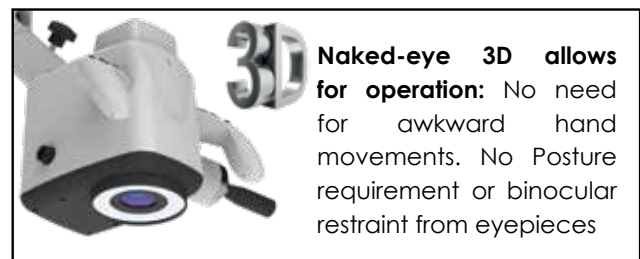 Naked-eye 3D allows
for operation: No need
for awkward hand
movements. No Posture
requirement or binocular
restraint from eyepieces